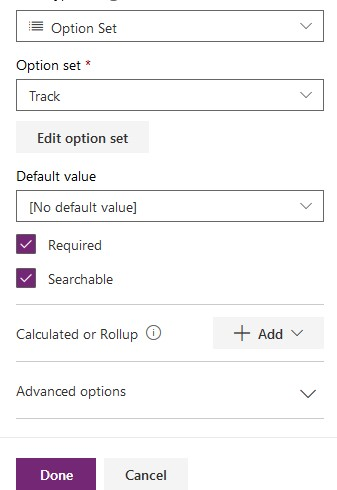 Option Set
Option set *
Track
Edit option set
Default value
[No default value]
Required
Searchable
Calculated or Rollup
Add
Advanced options
Done
Cancel